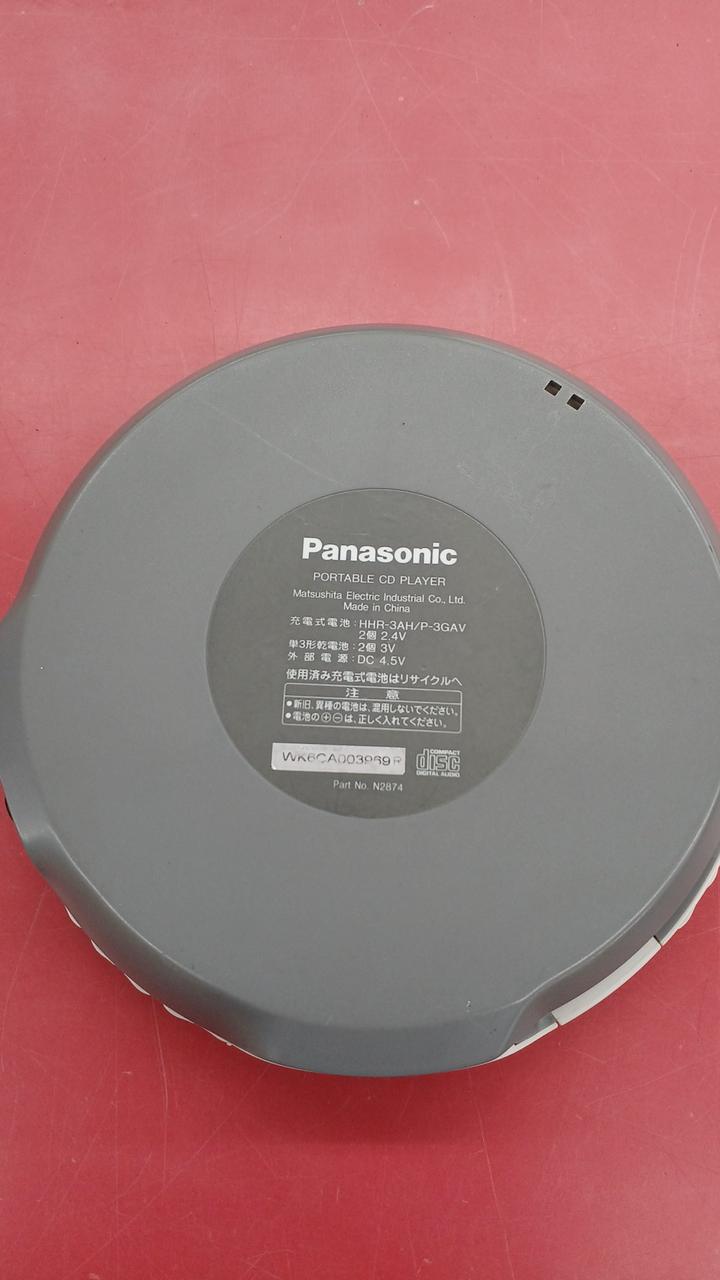 Panasonic
PORTABLE CD PLAYER
Matsushita Electric Industrial Co., Ltd.
Made in China
充電式電池：HHR-3AH/P-3GAV
2個 2.4V
単3形乾電池：2個 3V
外部電源：DC 4.5V
使用済み充電式電池はリサイクルへ
注 意
●新旧、異種の電池は、混用しないでください。
●電池の⊕⊖は、正しく入れてください。
WK6CA003969R
COMPACT
disc
DIGITAL AUDIO
Part No. N2874